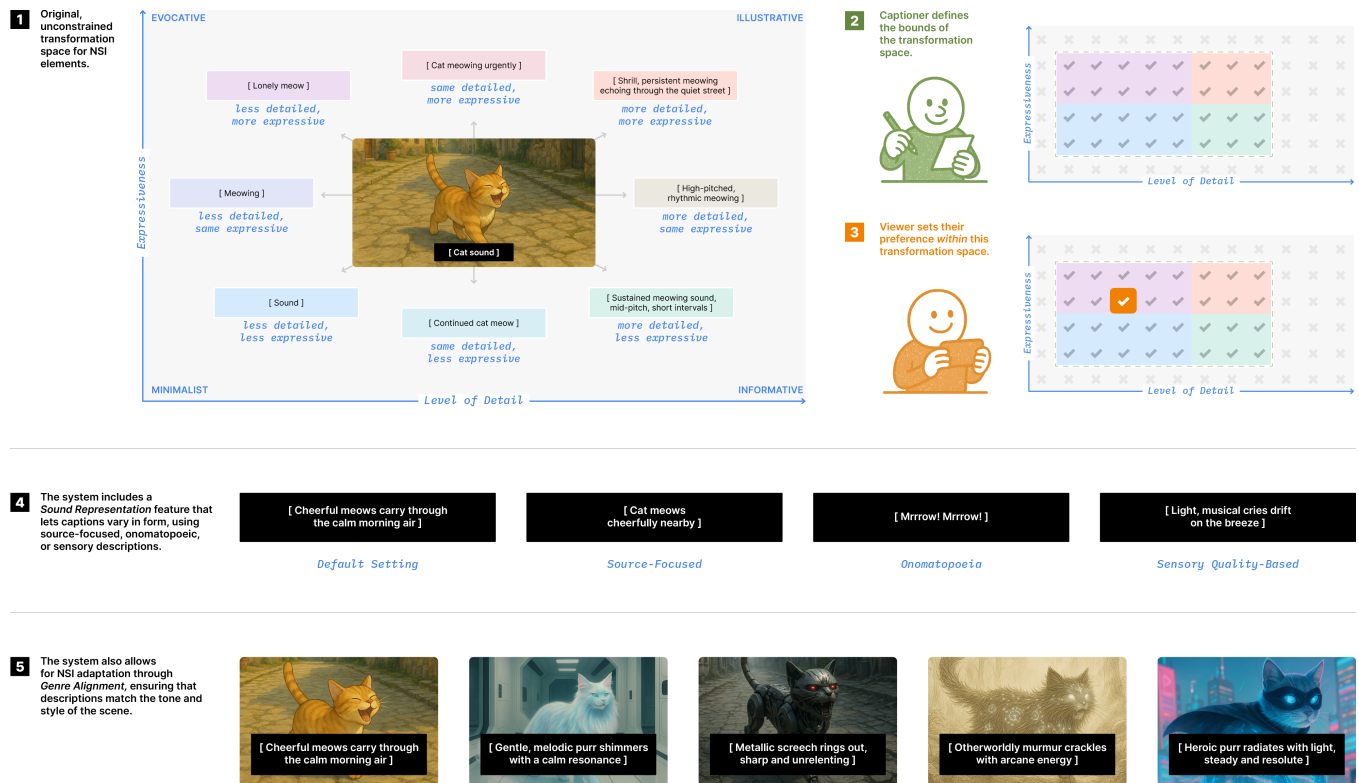 1
Original,
unconstrained
transformation
space for NSI
elements.
EVOCATIVE
ILLUSTRATIVE
[ Cat meowing urgently ]
same detailed,
more expressive
[ Lonely meow ]
less detailed,
more expressive
[ Shrill, persistent meowing
echoing through the quiet street ]
more detailed,
more expressive
Expressiveness
[ Meowing ]
less detailed,
same expressive
[ Cat sound ]
[ High-pitched,
rhythmic meowing ]
more detailed,
same expressive
[ Sound ]
less detailed,
less expressive
[ Continued cat meow ]
same detailed,
less expressive
[ Sustained meowing sound,
mid-pitch, short intervals ]
more detailed,
less expressive
MINIMALIST
INFORMATIVE
Level of Detail
2
Captioner defines
the bounds of
the transformation
space.
Expressiveness
Level of Detail
3
Viewer sets their
preference within this
transformation space.
Expressiveness
Level of Detail
4
The system includes a
Sound Representation feature that
lets captions vary in form, using
source-focused, onomatopoeic,
or sensory descriptions.
[ Cheerful meows carry through
the calm morning air ]
Default Setting
[ Cat meows
cheerfully nearby ]
Source-Focused
[ Mrrrow! Mrrrow! ]
Onomatopoeia
[ Light, musical cries drift
on the breeze ]
Sensory Quality-Based
5
The system also allows
for NSI adaptation through
Genre Alignment, ensuring that
descriptions match the tone and
style of the scene.
[ Cheerful meows carry through
the calm morning air ]
[ Gentle, melodic purr shimmers
with a calm resonance ]
[ Metallic screech rings out,
sharp and unrelenting ]
[ Otherworldly murmur crackles
with arcane energy ]
[ Heroic purr radiates with light,
steady and resolute ]